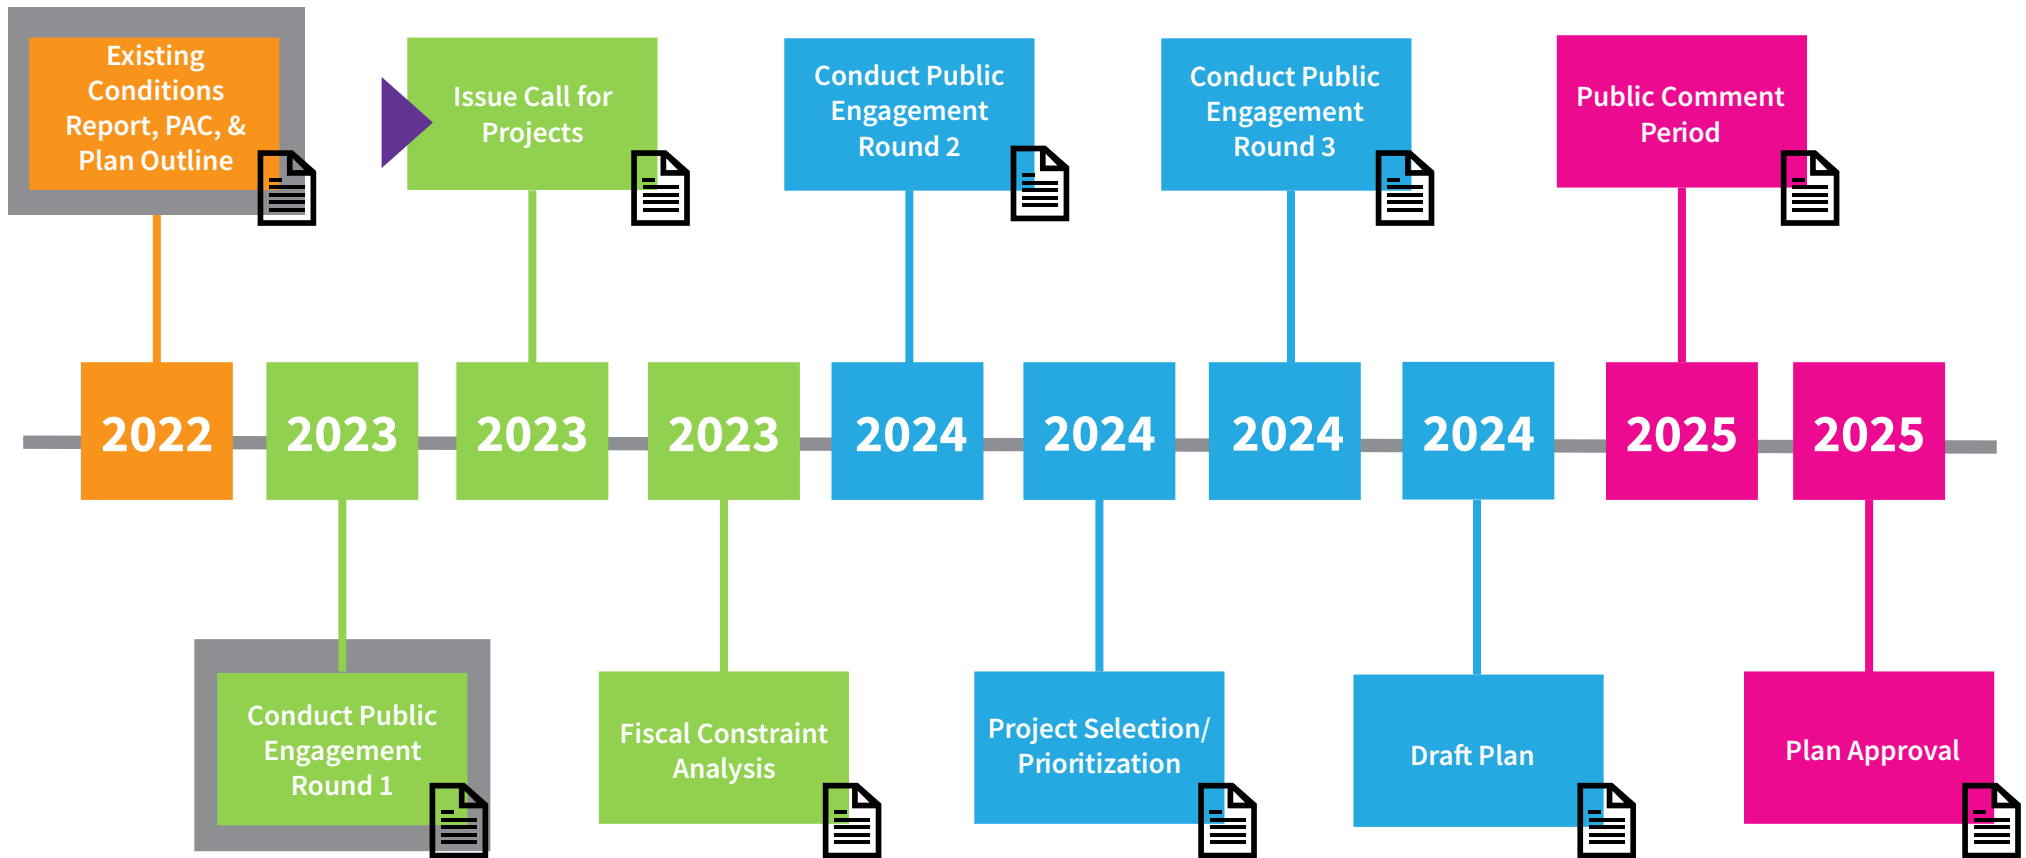 Existing
Conditions
Report, PAC, &
Plan Outline
Issue Call for
Projects
Conduct Public
Engagement
Round 2
Conduct Public
Engagement
Round 3
Public Comment
Period
2022
2023
2023
2023
2024
2024
2024
2024
2025
2025
Conduct Public
Engagement
Round 1
Fiscal Constraint
Analysis
Project Selection/
Prioritization
Draft Plan
Plan Approval